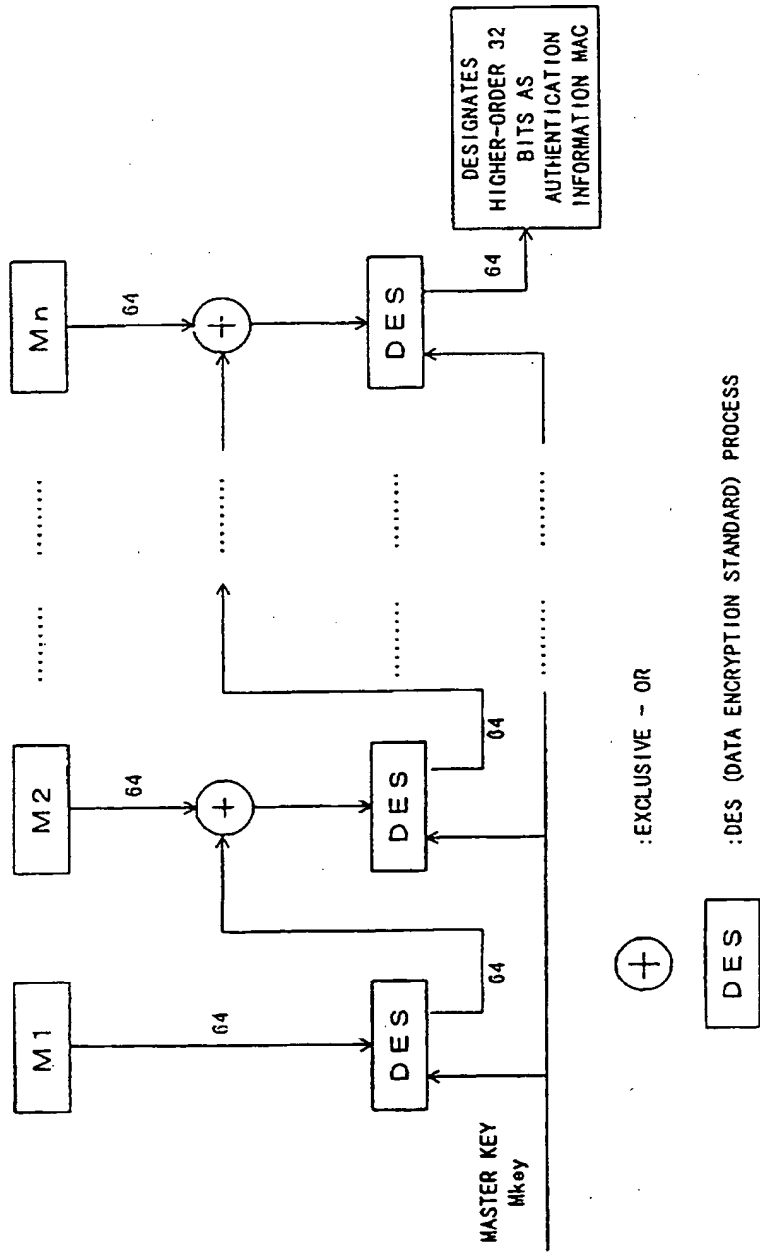 M1
M2
........
........
Mn
64
64
64
........
........
DES
DES
........
........
DES
64
64
64
DESIGNATES
HIGHER-ORDER 32
BITS AS
AUTHENTICATION
INFORMATION MAC
MASTER KEY
Mkey
........
........
:EXCLUSIVE - OR
DES
:DES (DATA ENCRYPTION STANDARD) PROCESS